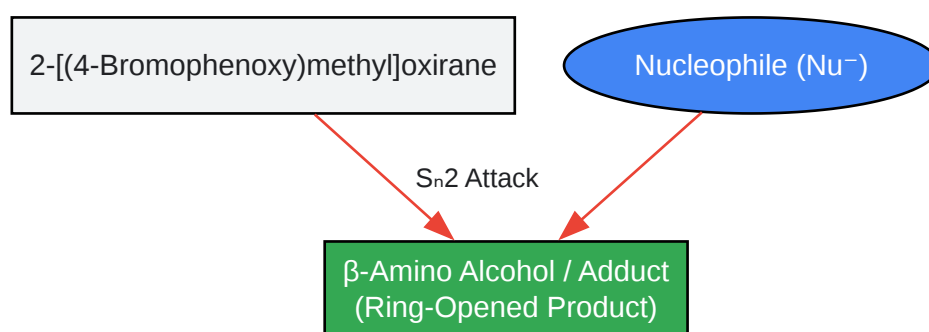 2-[(4-Bromophenoxy)methyl]oxirane
Nucleophile (Nu⁻)
Sₙ2 Attack
β-Amino Alcohol / Adduct
(Ring-Opened Product)